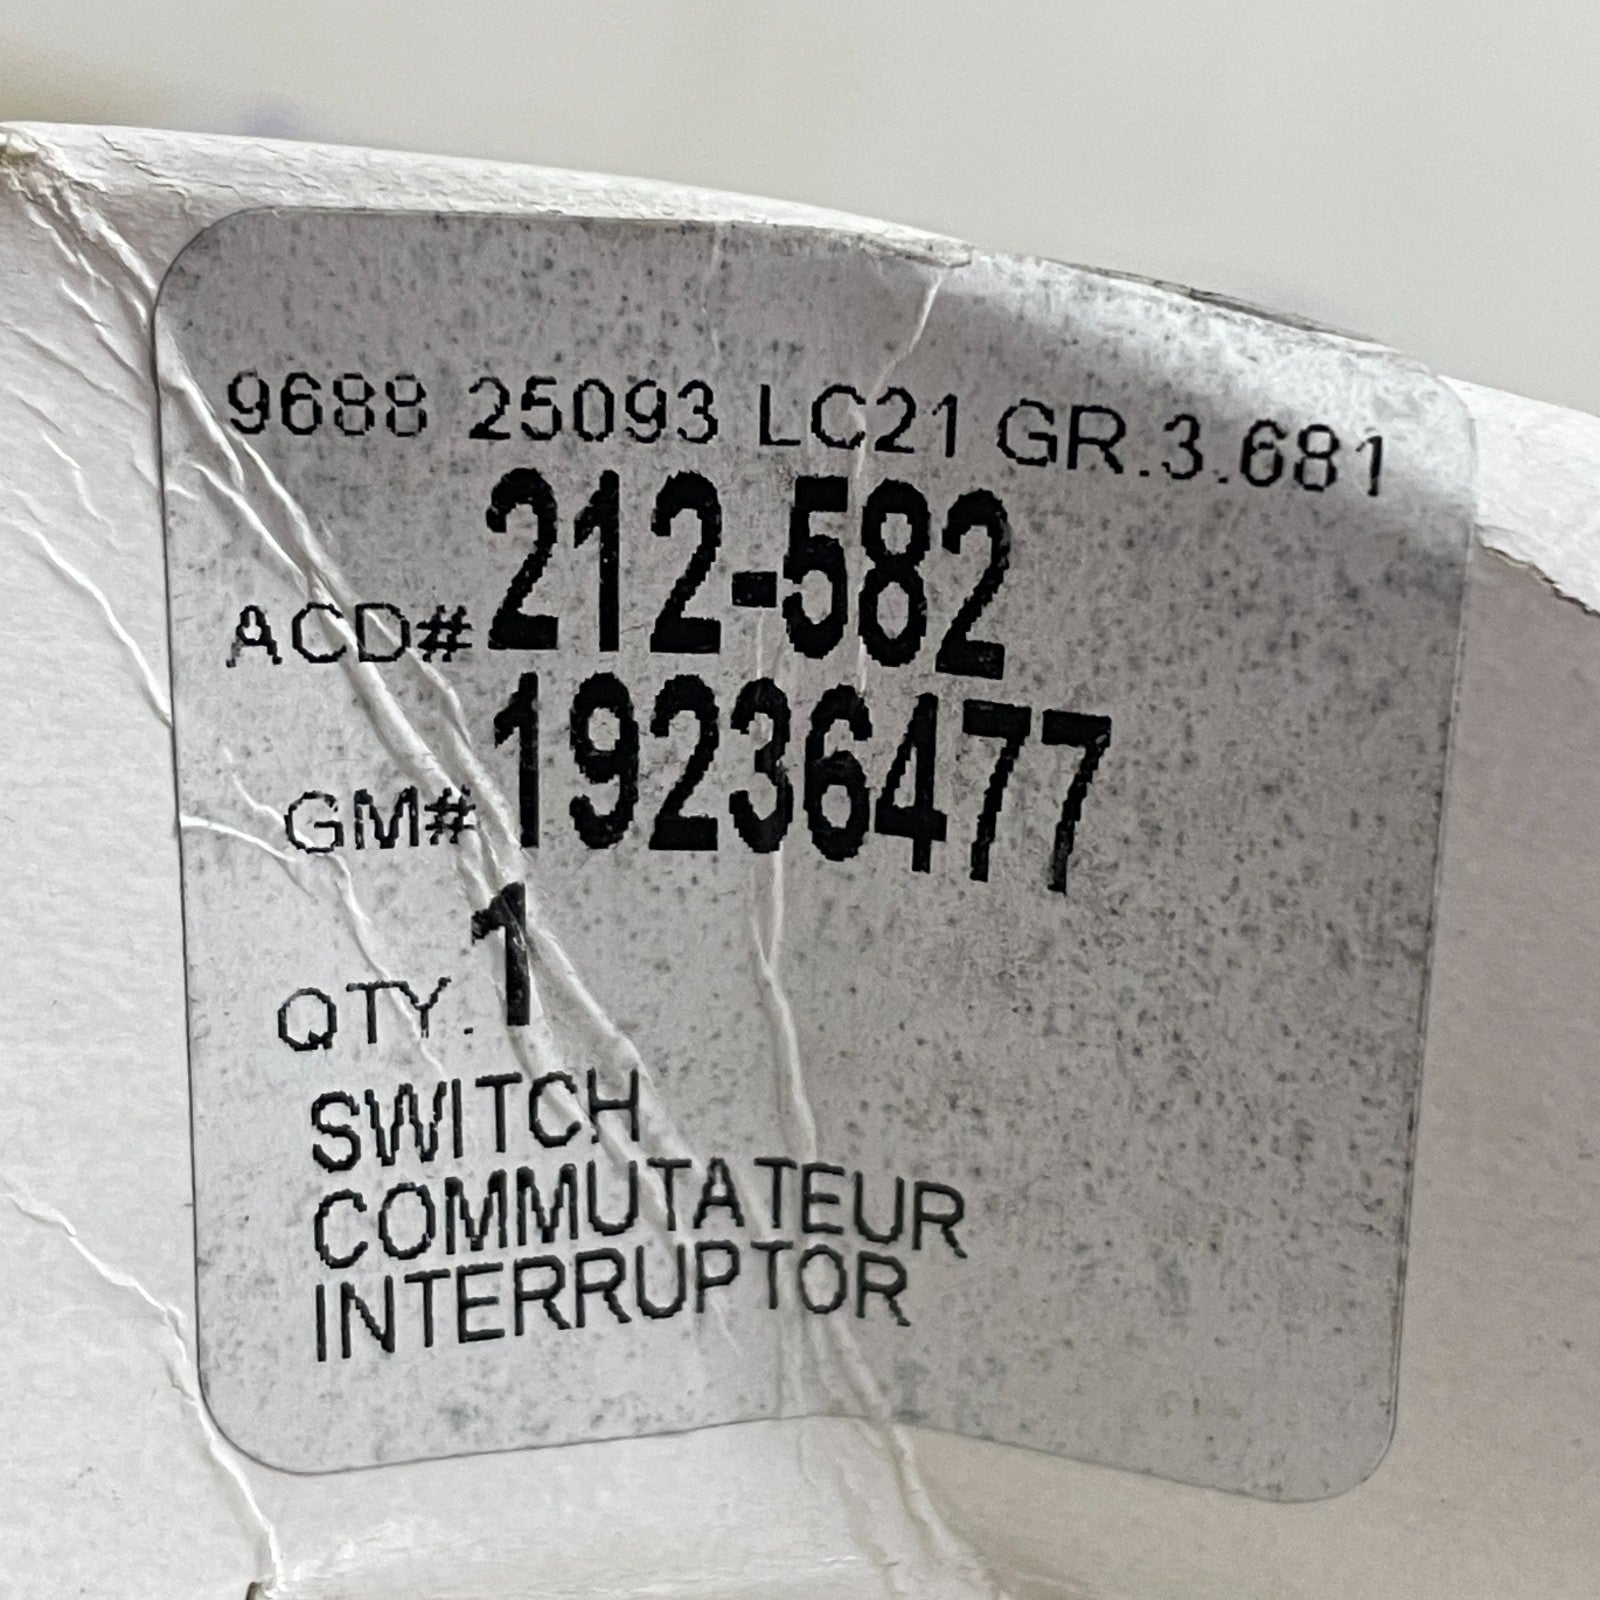 9688 25093 LC21 GR.3.681
ACD# 212-582
GM# 19236477
QTY. 1
SWITCH
COMMUTATEUR
INTERRUPTOR